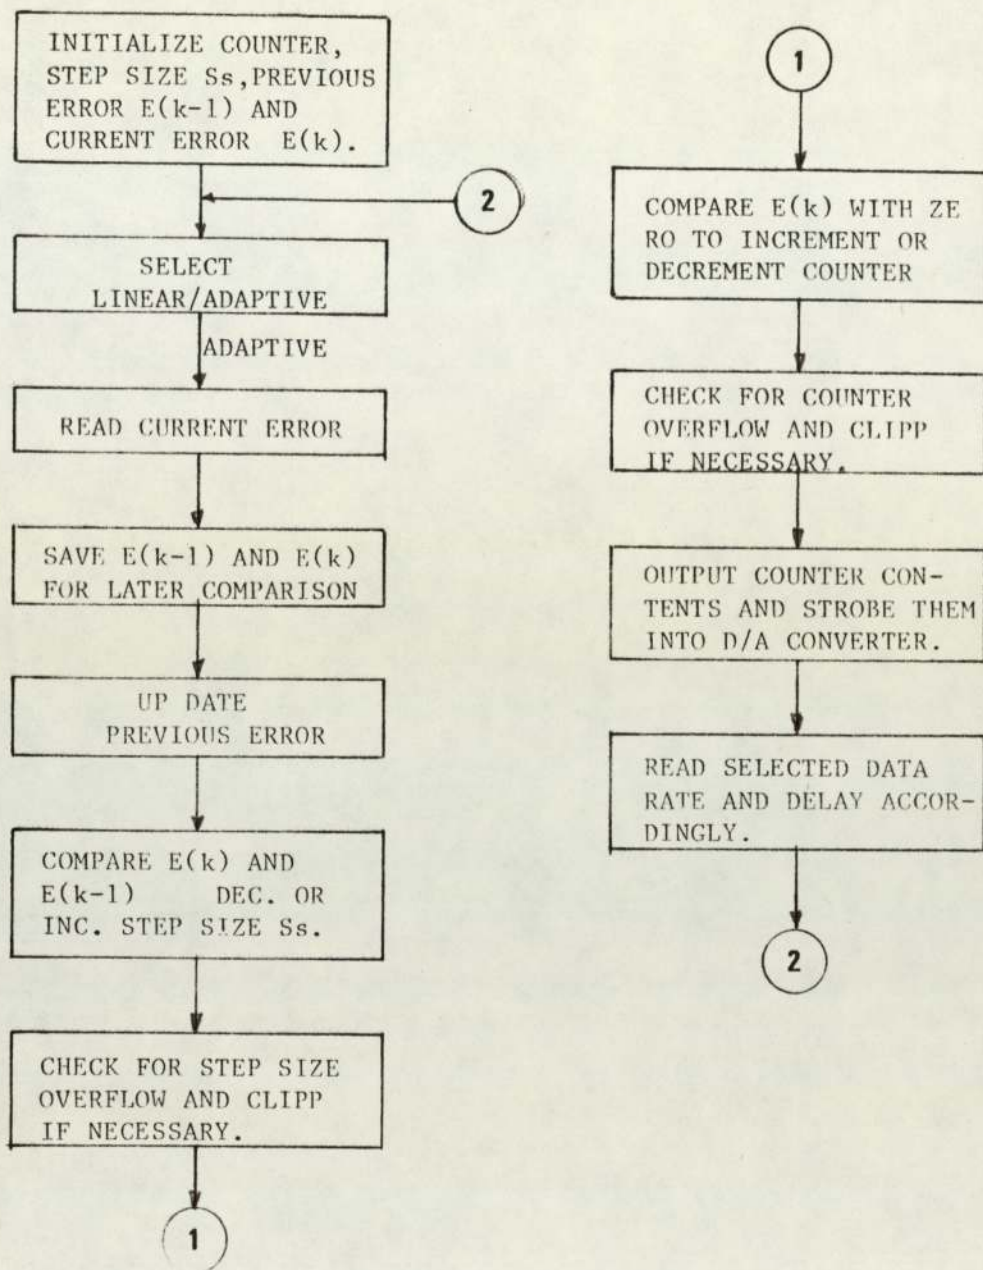 INITIALIZE COUNTER,
STEP SIZE Ss,PREVIOUS
ERROR E(k-1) AND
CURRENT ERROR E(k).
2
SELECT
LINEAR/ADAPTIVE
ADAPTIVE
READ CURRENT ERROR
SAVE E(k-1) AND E(k)
FOR LATER COMPARISON
UP DATE
PREVIOUS ERROR
COMPARE E(k) AND
E(k-1) DEC. OR
INC. STEP SIZE Ss.
CHECK FOR STEP SIZE
OVERFLOW AND CLIPP
IF NECESSARY.
1
1
COMPARE E(k) WITH ZE
RO TO INCREMENT OR
DECREMENT COUNTER
CHECK FOR COUNTER
OVERFLOW AND CLIPP
IF NECESSARY.
OUTPUT COUNTER CON-
TENTS AND STROBE THEM
INTO D/A CONVERTER.
READ SELECTED DATA
RATE AND DELAY ACCOR-
DINGLY.
2